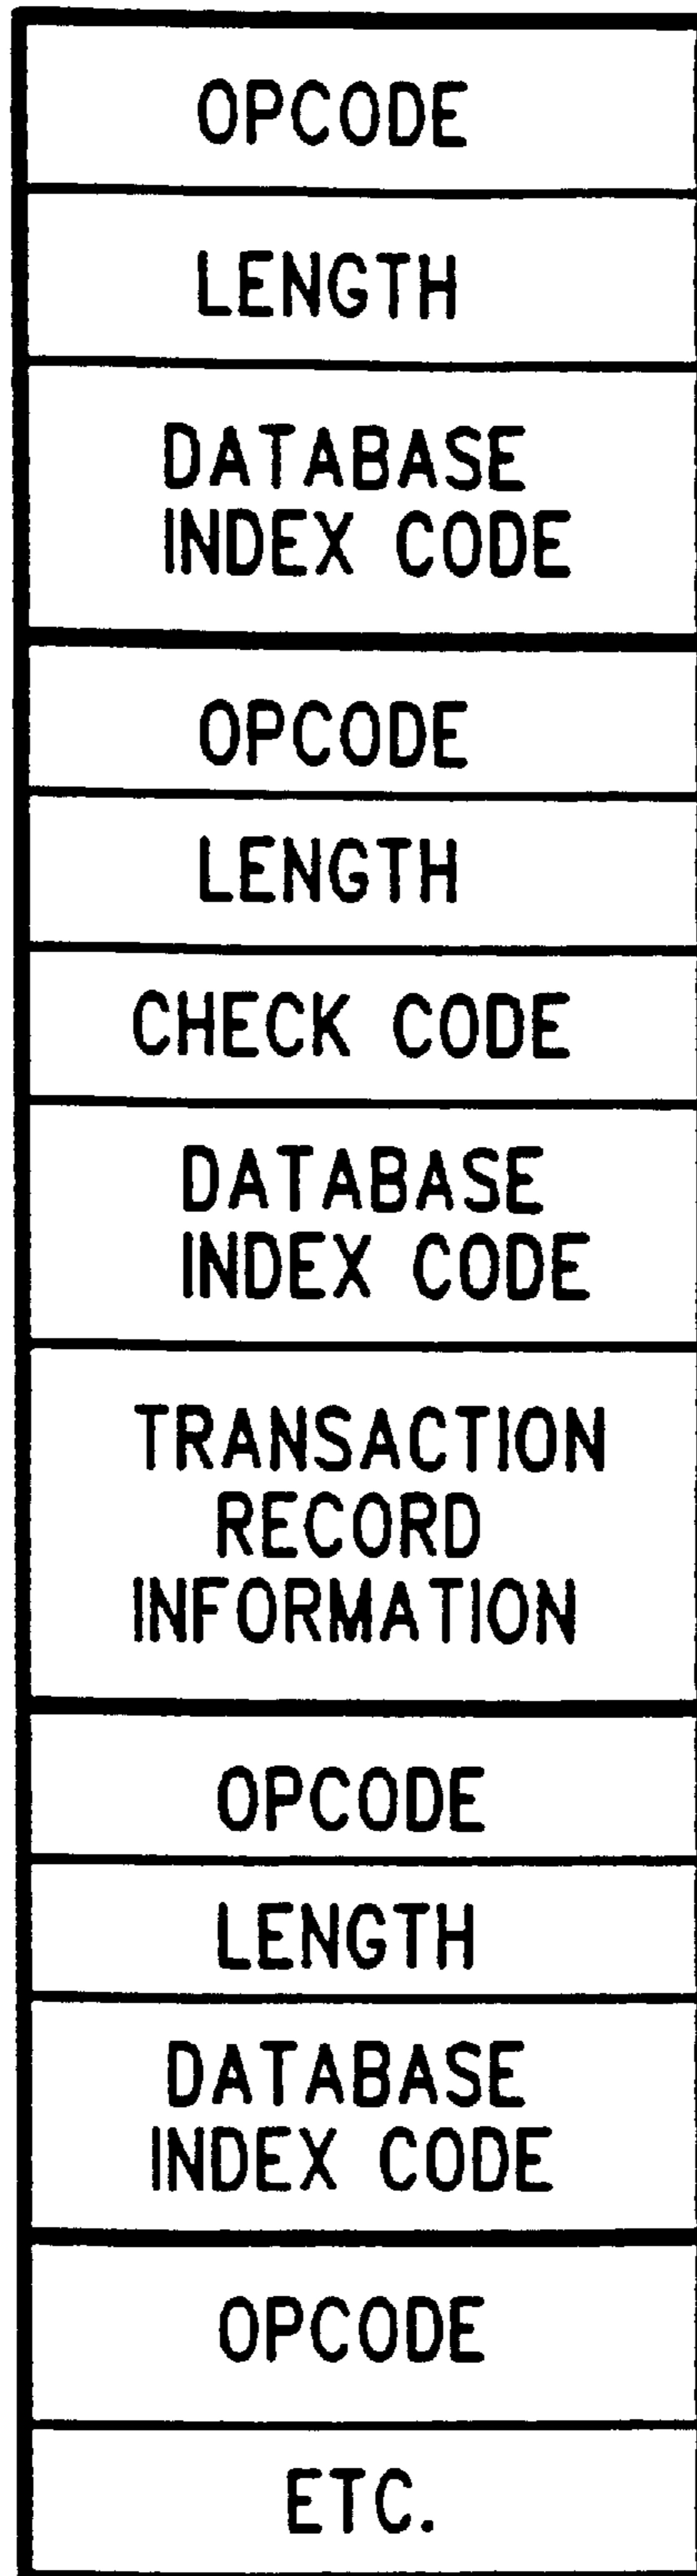 OPCODE
LENGTH
DATABASE
INDEX CODE
OPCODE
LENGTH
CHECK CODE
DATABASE
INDEX CODE
TRANSACTION
RECORD
INFORMATION
OPCODE
LENGTH
DATABASE
INDEX CODE
OPCODE
ETC.